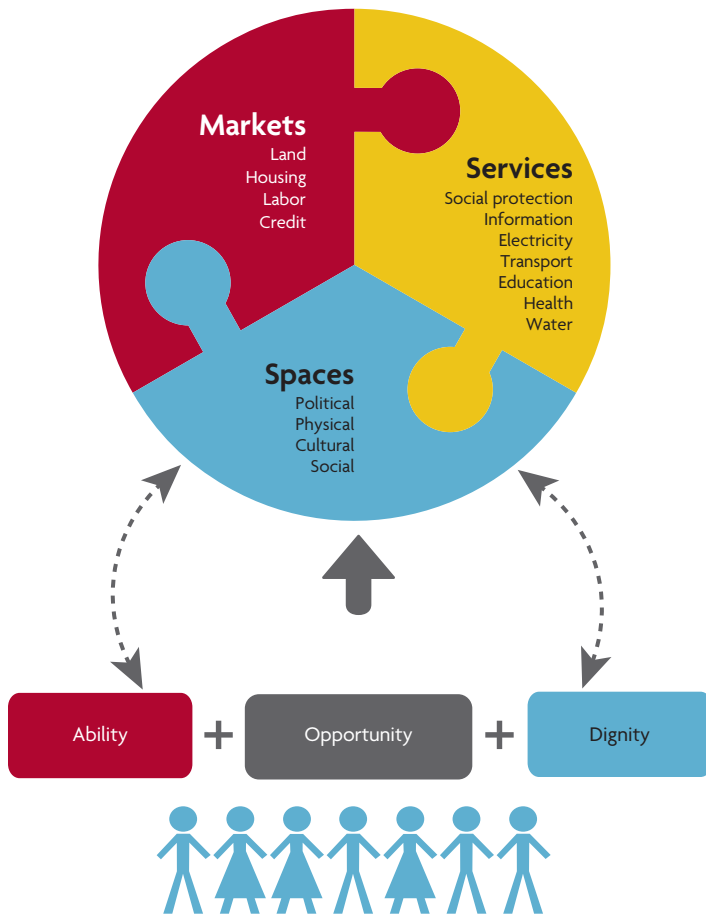 Markets
Land
Housing
Labor
Credit
Services
Social protection
Information
Electricity
Transport
Education
Health
Water
Spaces
Political
Physical
Cultural
Social
Ability + Opportunity + Dignity